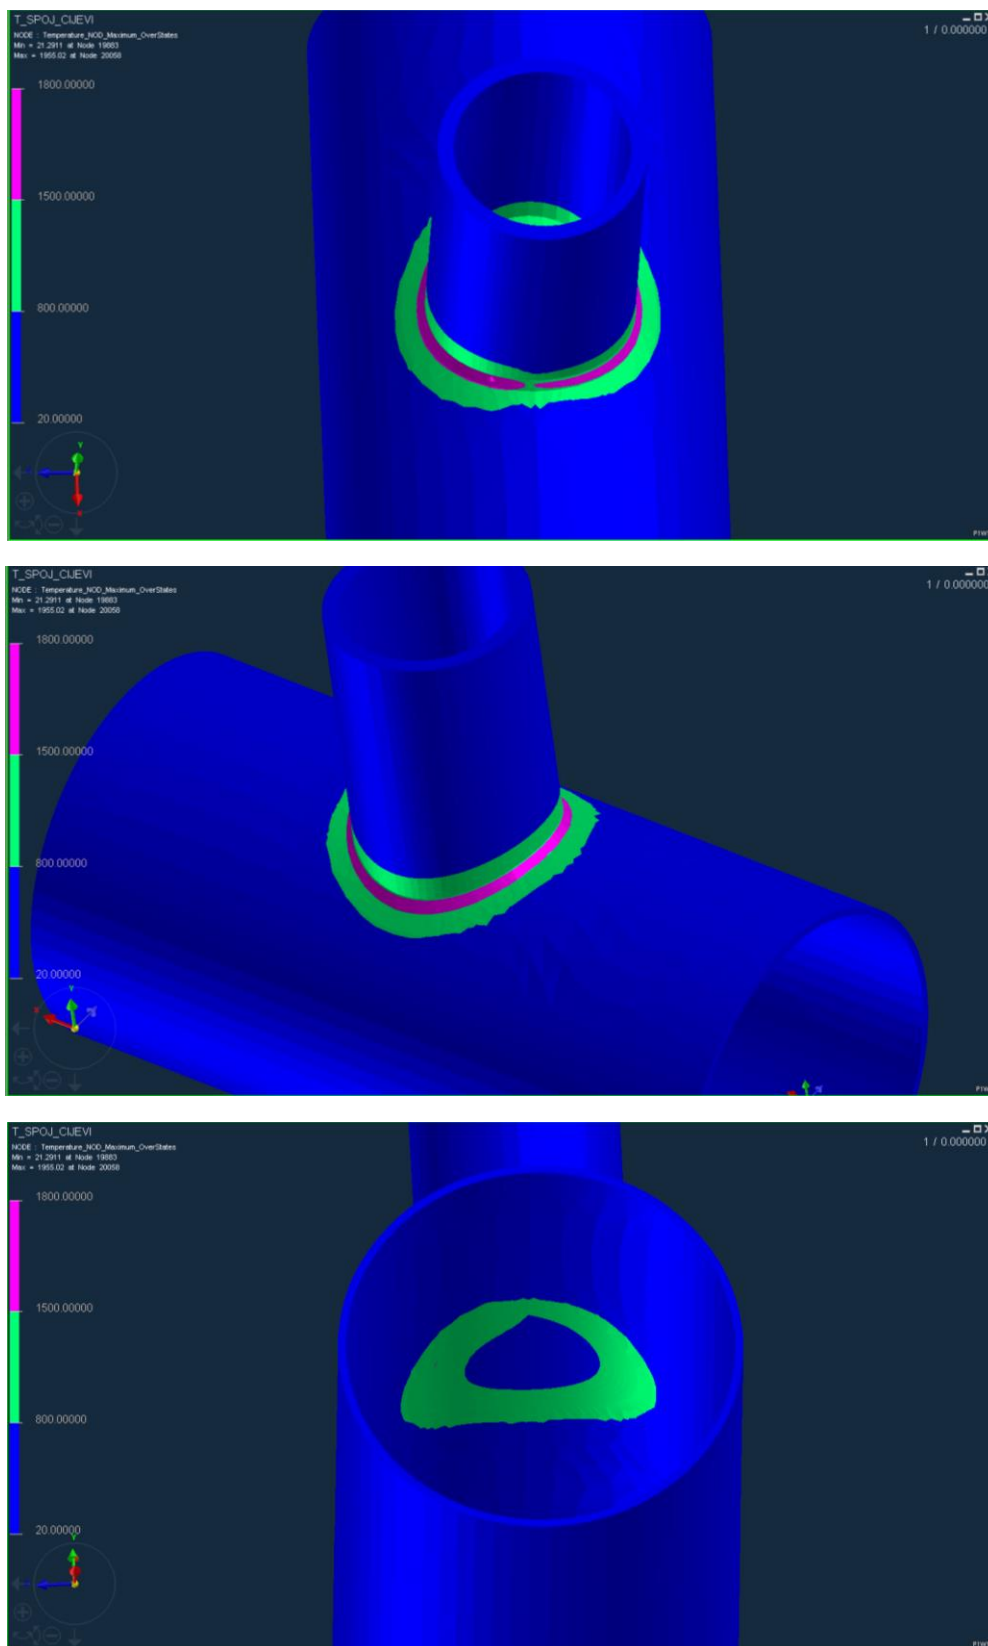 T_SPOJ_CIJEVI
NODE : Temperature_NOD_Maximum_OverStates
Min = 21.2911 at Node 19883
Max = 1955.02 at Node 20058
1 / 0.000000
1800.00000
1500.00000
800.00000
20.00000
Y
X
T_SPOJ_CIJEVI
NODE : Temperature_NOD_Maximum_OverStates
Min = 21.2911 at Node 19883
Max = 1955.02 at Node 20058
1 / 0.000000
1800.00000
1500.00000
800.00000
20.00000
Y
X
T_SPOJ_CIJEVI
NODE : Temperature_NOD_Maximum_OverStates
Min = 21.2911 at Node 19883
Max = 1955.02 at Node 20058
1 / 0.000000
1800.00000
1500.00000
800.00000
20.00000
Y